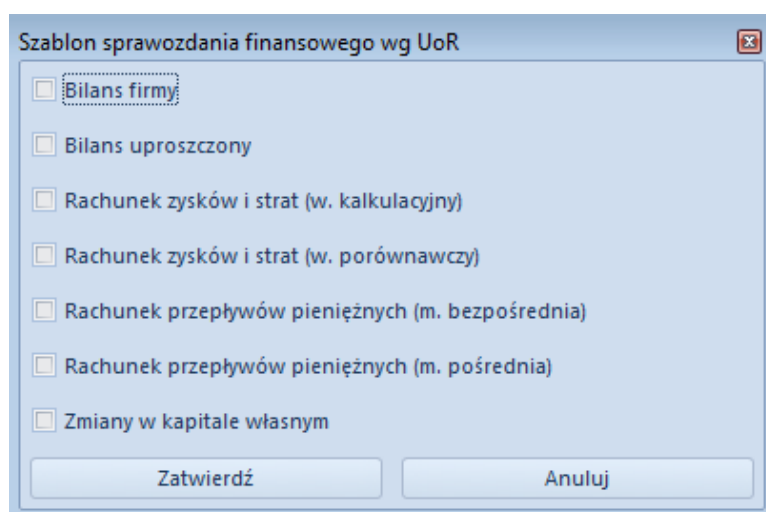 Szablon sprawozdania finansowego wg UoR
Bilans firmy
Bilans uproszczony
Rachunek zysków i strat (w. kalkulacyjny)
Rachunek zysków i strat (w. porównawczy)
Rachunek przepływów pieniężnych (m. bezpośrednia)
Rachunek przepływów pieniężnych (m. pośrednia)
Zmiany w kapitale własnym
Zatwierdź Anuluj